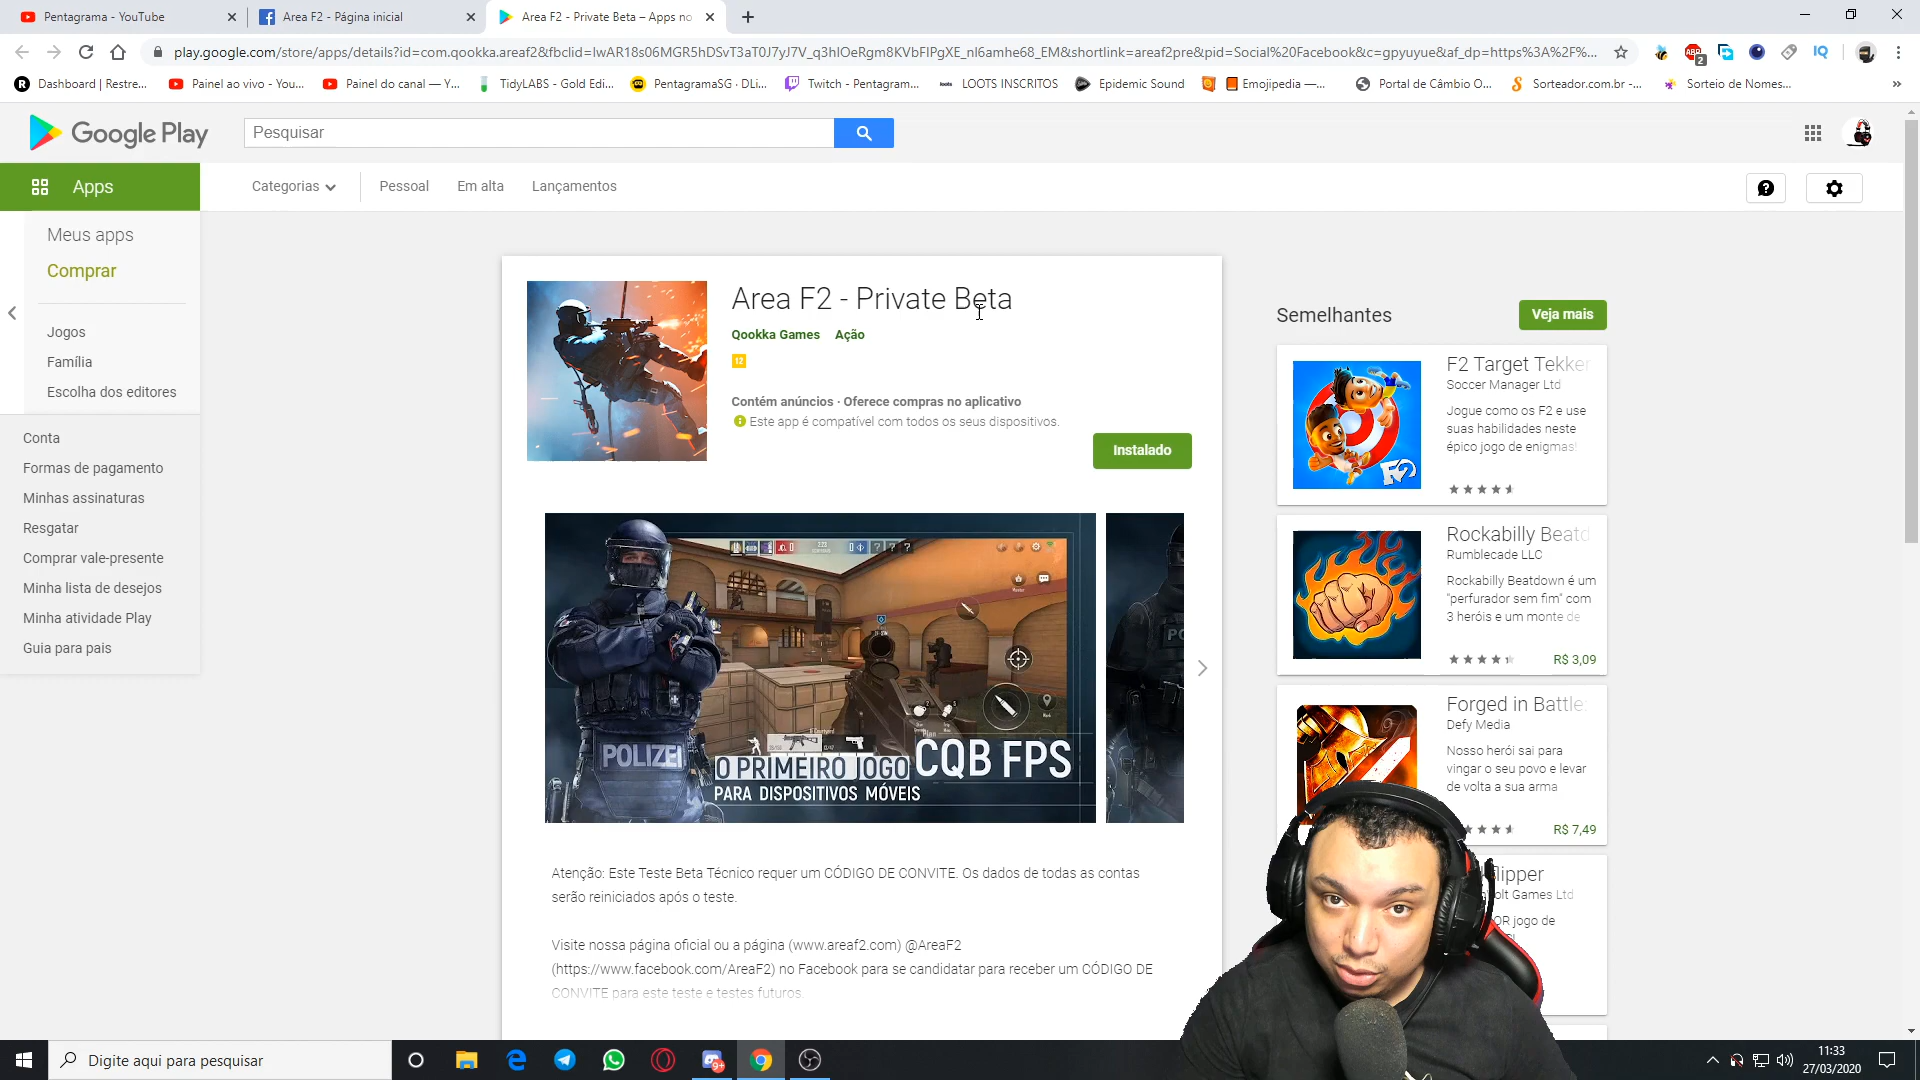 Pentagrama - YouTube
Area F2 - Página inicial
Area F2 - Private Beta – Apps no
play.google.com/store/apps/details?id=com.qookka.areaf2&fbclid=IwAR18s06MGR5hDSvT3aT0J7yJ7V_q3hIOeRgm8KVbFIPgXE_nl6amhe68_EM&shortlink=areaf2pre&pid=Social%20Facebook&c=gpyuyue&af_dp=https%3A%2F%...
Dashboard | Restre...
Painel ao vivo - You...
Painel do canal — Y...
TidyLABS - Gold Edi...
PentagramaSG · DLi...
Twitch - Pentagram...
LOOTS INSCRITOS
Epidemic Sound
Emojipedia —...
Portal de Câmbio O...
Sorteador.com.br -...
Sorteio de Nomes...
Google Play
Pesquisar
Apps
Categorias
Pessoal
Em alta
Lançamentos
Meus apps
Comprar
Jogos
Família
Escolha dos editores
Conta
Formas de pagamento
Minhas assinaturas
Resgatar
Comprar vale-presente
Minha lista de desejos
Minha atividade Play
Guia para pais
Area F2 - Private Beta
Qookka Games Ação
12
Contém anúncios · Oferece compras no aplicativo
Este app é compatível com todos os seus dispositivos.
Instalado
POLIZEI
O PRIMEIRO JOGO CQB FPS
PARA DISPOSITIVOS MÓVEIS
Atenção: Este Teste Beta Técnico requer um CÓDIGO DE CONVITE. Os dados de todas as contas
serão reiniciados após o teste.
Visite nossa página oficial ou a página (www.areaf2.com) @AreaF2
(https://www.facebook.com/AreaF2) no Facebook para se candidatar para receber um CÓDIGO DE
CONVITE para este teste e testes futuros.
Semelhantes
Veja mais
F2 Target Tekker
Soccer Manager Ltd
Jogue como os F2 e use
suas habilidades neste
épico jogo de enigmas!
F2
Rockabilly Beatd
Rumblecade LLC
Rockabilly Beatdown é um
"perfurador sem fim" com
3 heróis e um monte de
R$ 3,09
Forged in Battle:
Defy Media
Nosso herói sai para
vingar o seu povo e levar
de volta a sua arma
R$ 7,49
flipper
olt Games Ltd
OR jogo de
Digite aqui para pesquisar
11:33
27/03/2020